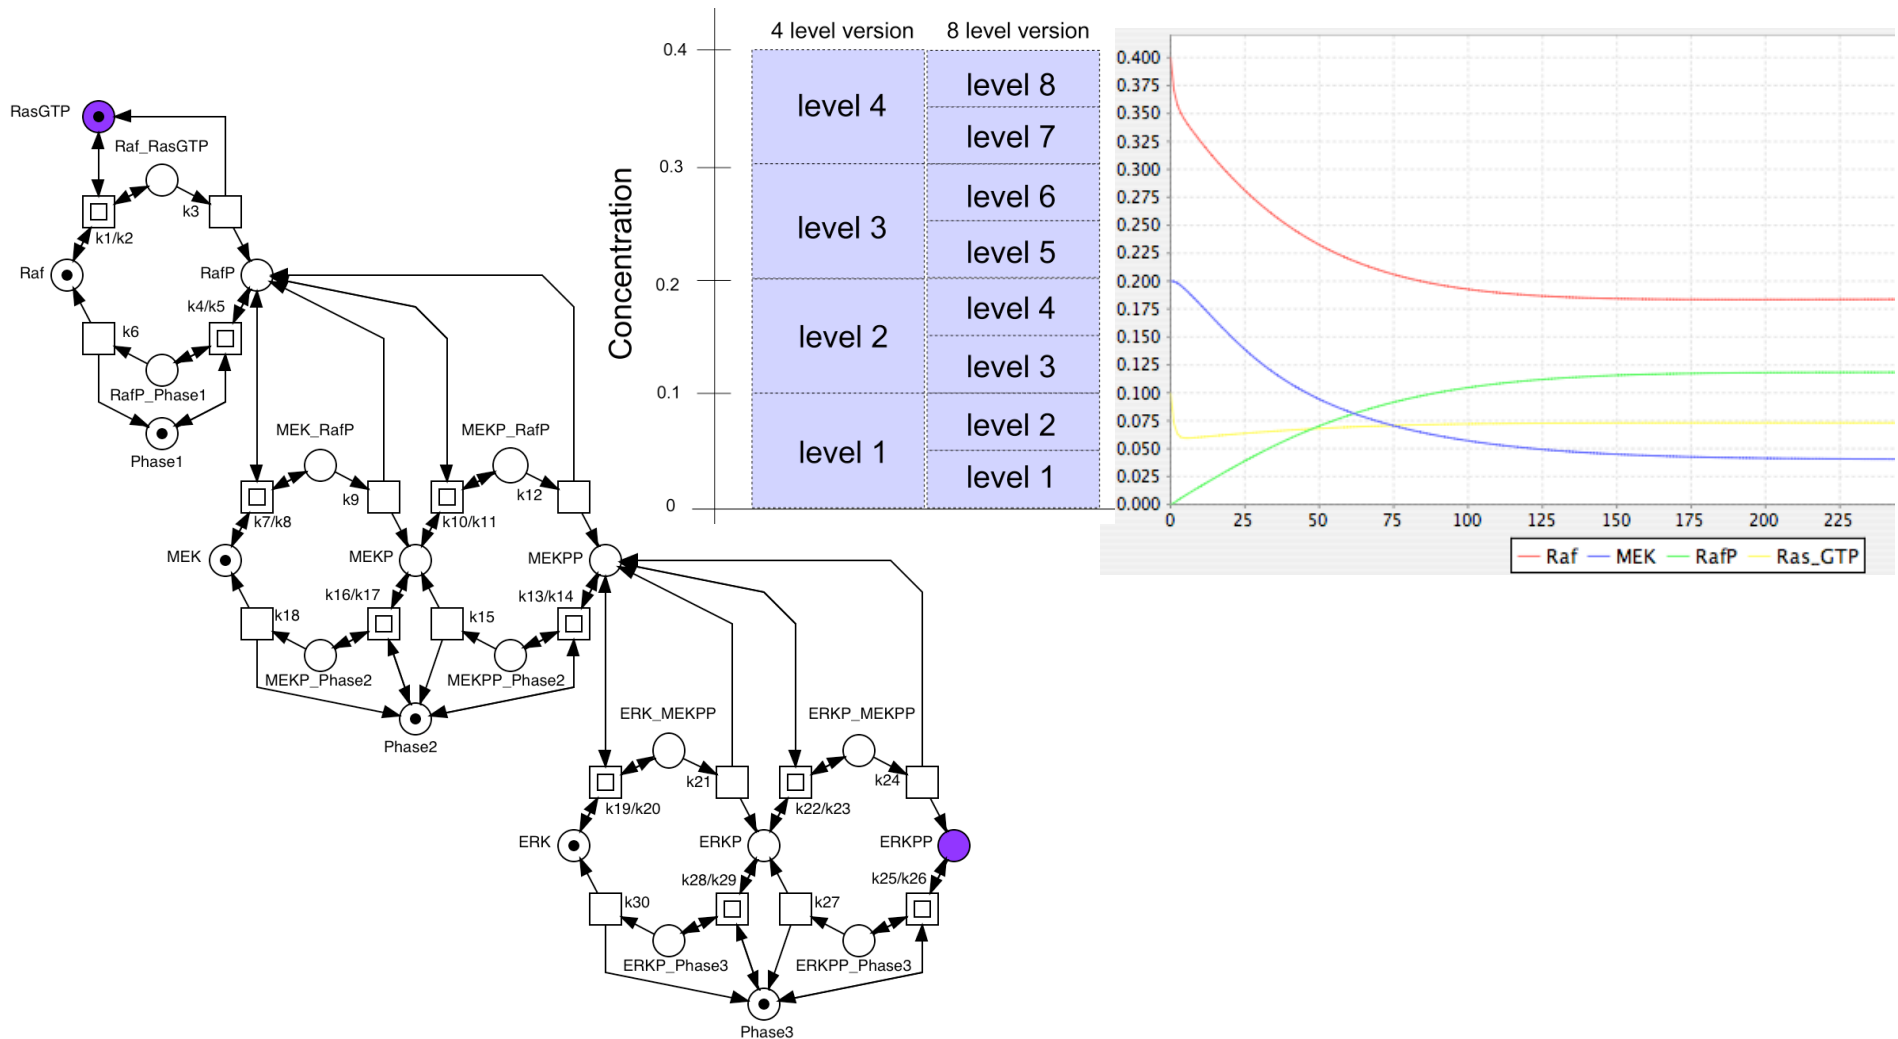 RasGTP
Raf_RasGTP
k3
k1/k2
Raf
RafP
k4/k5
k6
RafP_Phase1
Phase1
MEK_RafP
MEKP_RafP
k9
k12
k7/k8
k10/k11
MEK
MEKP
MEKPP
k16/k17
k13/k14
k18
k15
MEKP_Phase2
MEKPP_Phase2
Phase2
ERK_MEKPP
ERKP_MEKPP
k21
k24
k19/k20
k22/k23
ERK
ERKP
ERKPP
k28/k29
k25/k26
k30
k27
ERKP_Phase3
ERKPP_Phase3
Phase3
4 level version
8 level version
Concentration
0.4
0.3
0.2
0.1
0
level 4
level 3
level 2
level 1
level 8
level 7
level 6
level 5
level 4
level 3
level 2
level 1
0.400
0.375
0.350
0.325
0.300
0.275
0.250
0.225
0.200
0.175
0.150
0.125
0.100
0.075
0.050
0.025
0.000
0 25 50 75 100 125 150 175 200 225
Raf MEK RafP Ras_GTP